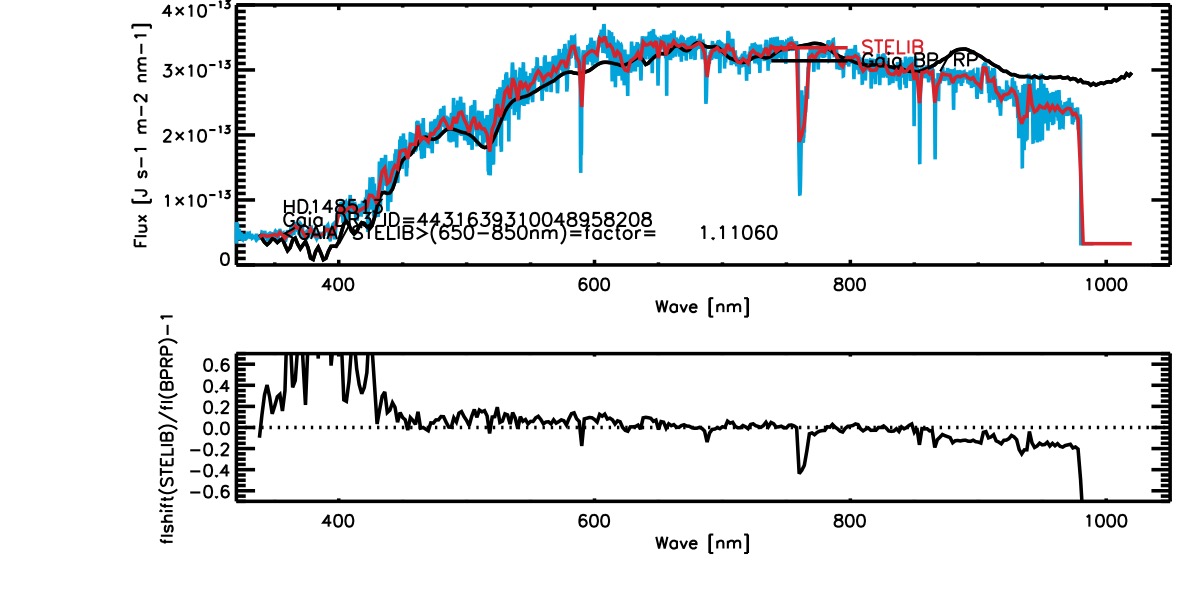 4×10−13
3×10−13
2×10−13
1×10−13
0
Flux [J s−1 m−2 nm−1]
STELIB
Gaia BP/RP
HD148513
Gaia DR3 ID=4431639310048958208
<GAIA/STELIB>(650−850nm)=factor= 1.11060
400 600 800 1000
Wave [nm]
0.6
0.4
0.2
0.0
−0.2
−0.4
−0.6
flshift(STELIB)/fl(BPRP)−1
400 600 800 1000
Wave [nm]